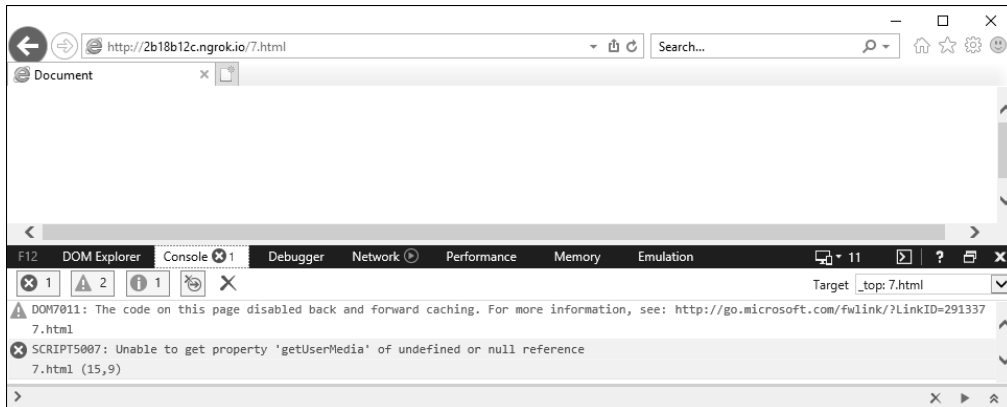 http://2b18b12c.ngrok.io/7.html
Search...
Document
F12 DOM Explorer Console 1 Debugger Network Performance Memory Emulation 11 ?
1 2 1 Target _top: 7.html
DOM7011: The code on this page disabled back and forward caching. For more information, see: http://go.microsoft.com/fwlink/?LinkID=291337
7.html
SCRIPT5007: Unable to get property 'getUserMedia' of undefined or null reference
7.html (15,9)